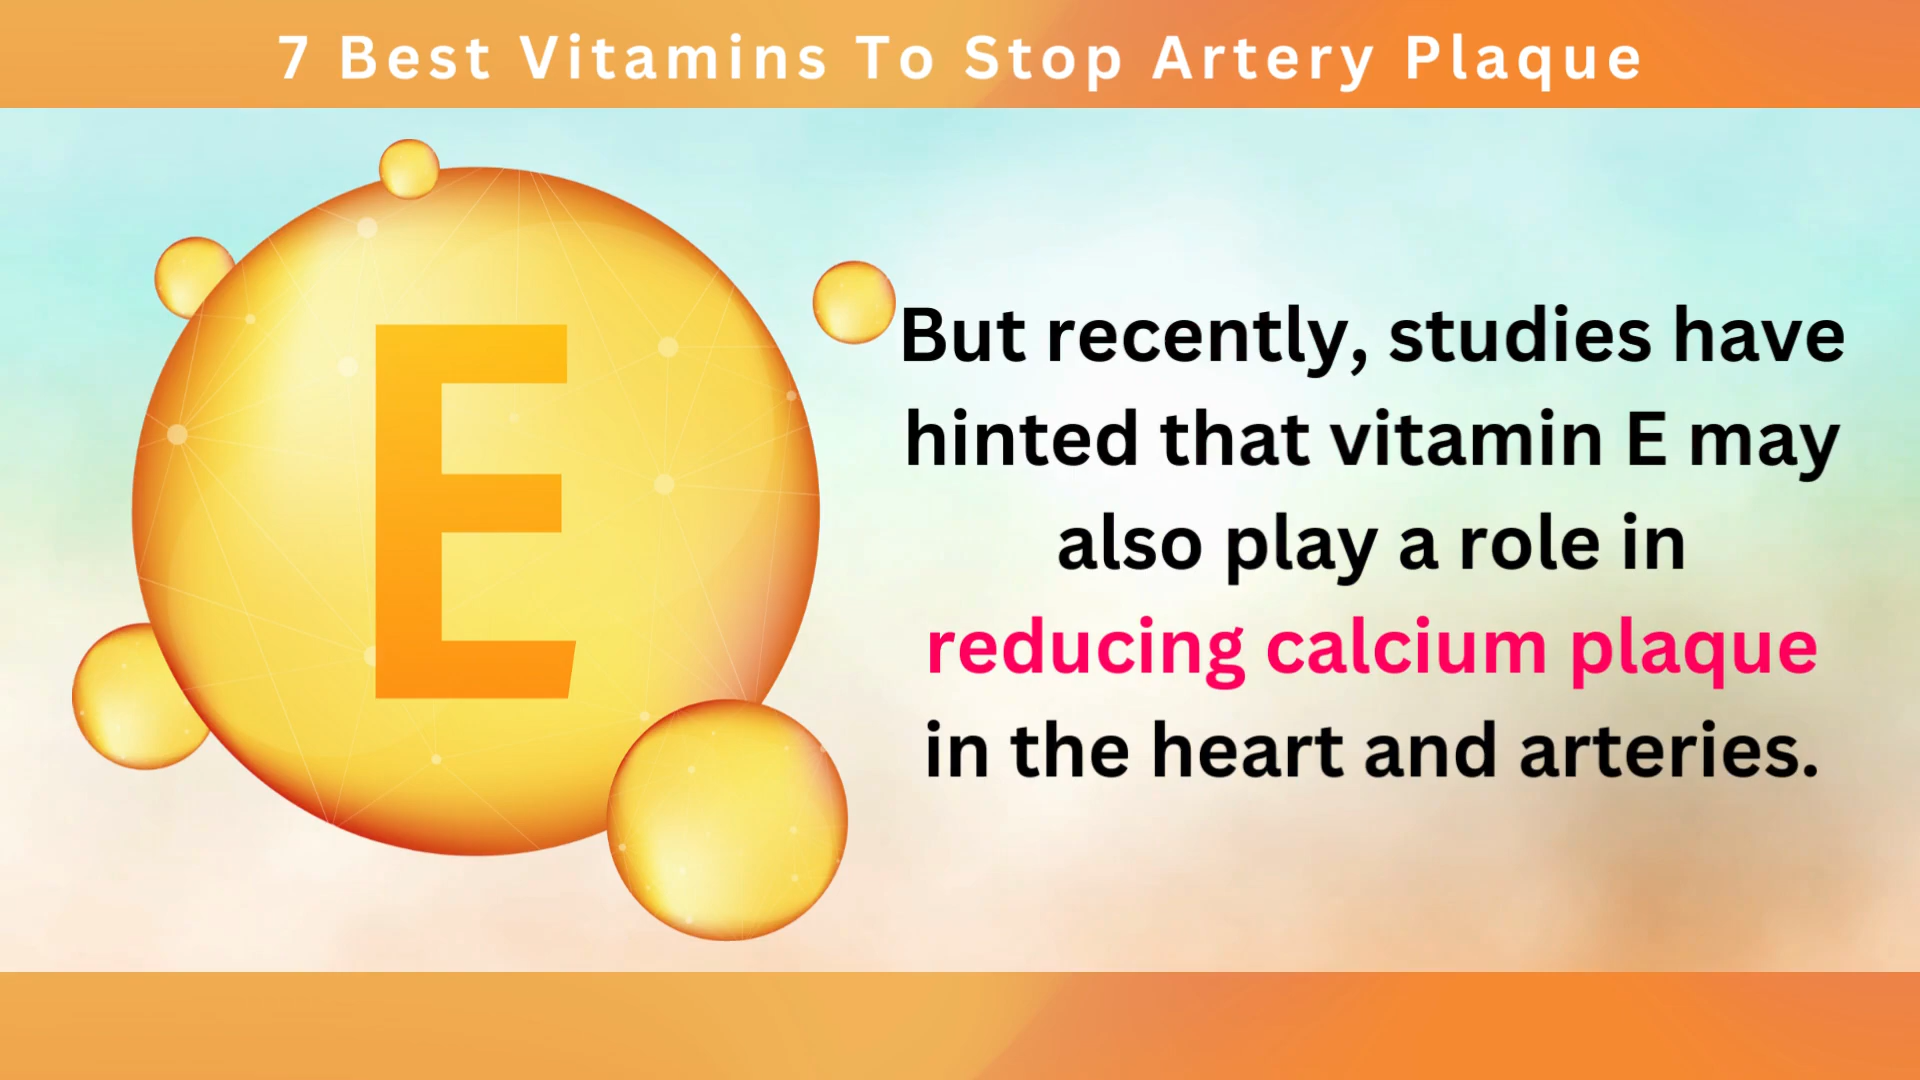 7 Best Vitamins To Stop Artery Plaque
E
But recently, studies have
hinted that vitamin E may
also play a role in
reducing calcium plaque
in the heart and arteries.